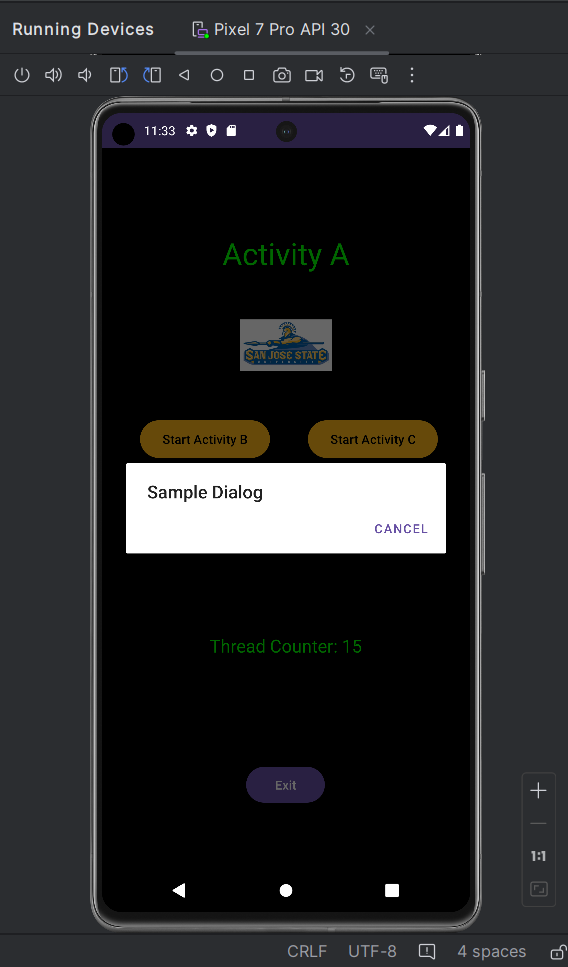 Running Devices Pixel 7 Pro API 30
11:33
Activity A
SAN JOSE STATE
Start Activity B Start Activity C
Sample Dialog
CANCEL
Thread Counter: 15
Exit
1:1
CRLF UTF-8 4 spaces